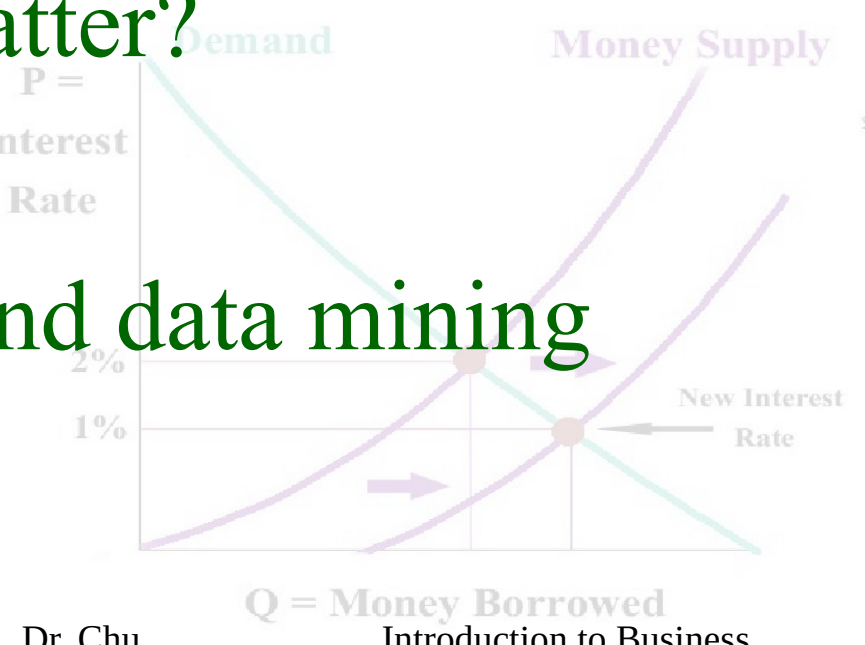 atter?
Demand
Money Supply
P =
nterest
Rate
nd data mining
2%
1%
New Interest
Rate
Q = Money Borrowed
Dr. Chu
Introduction to Business